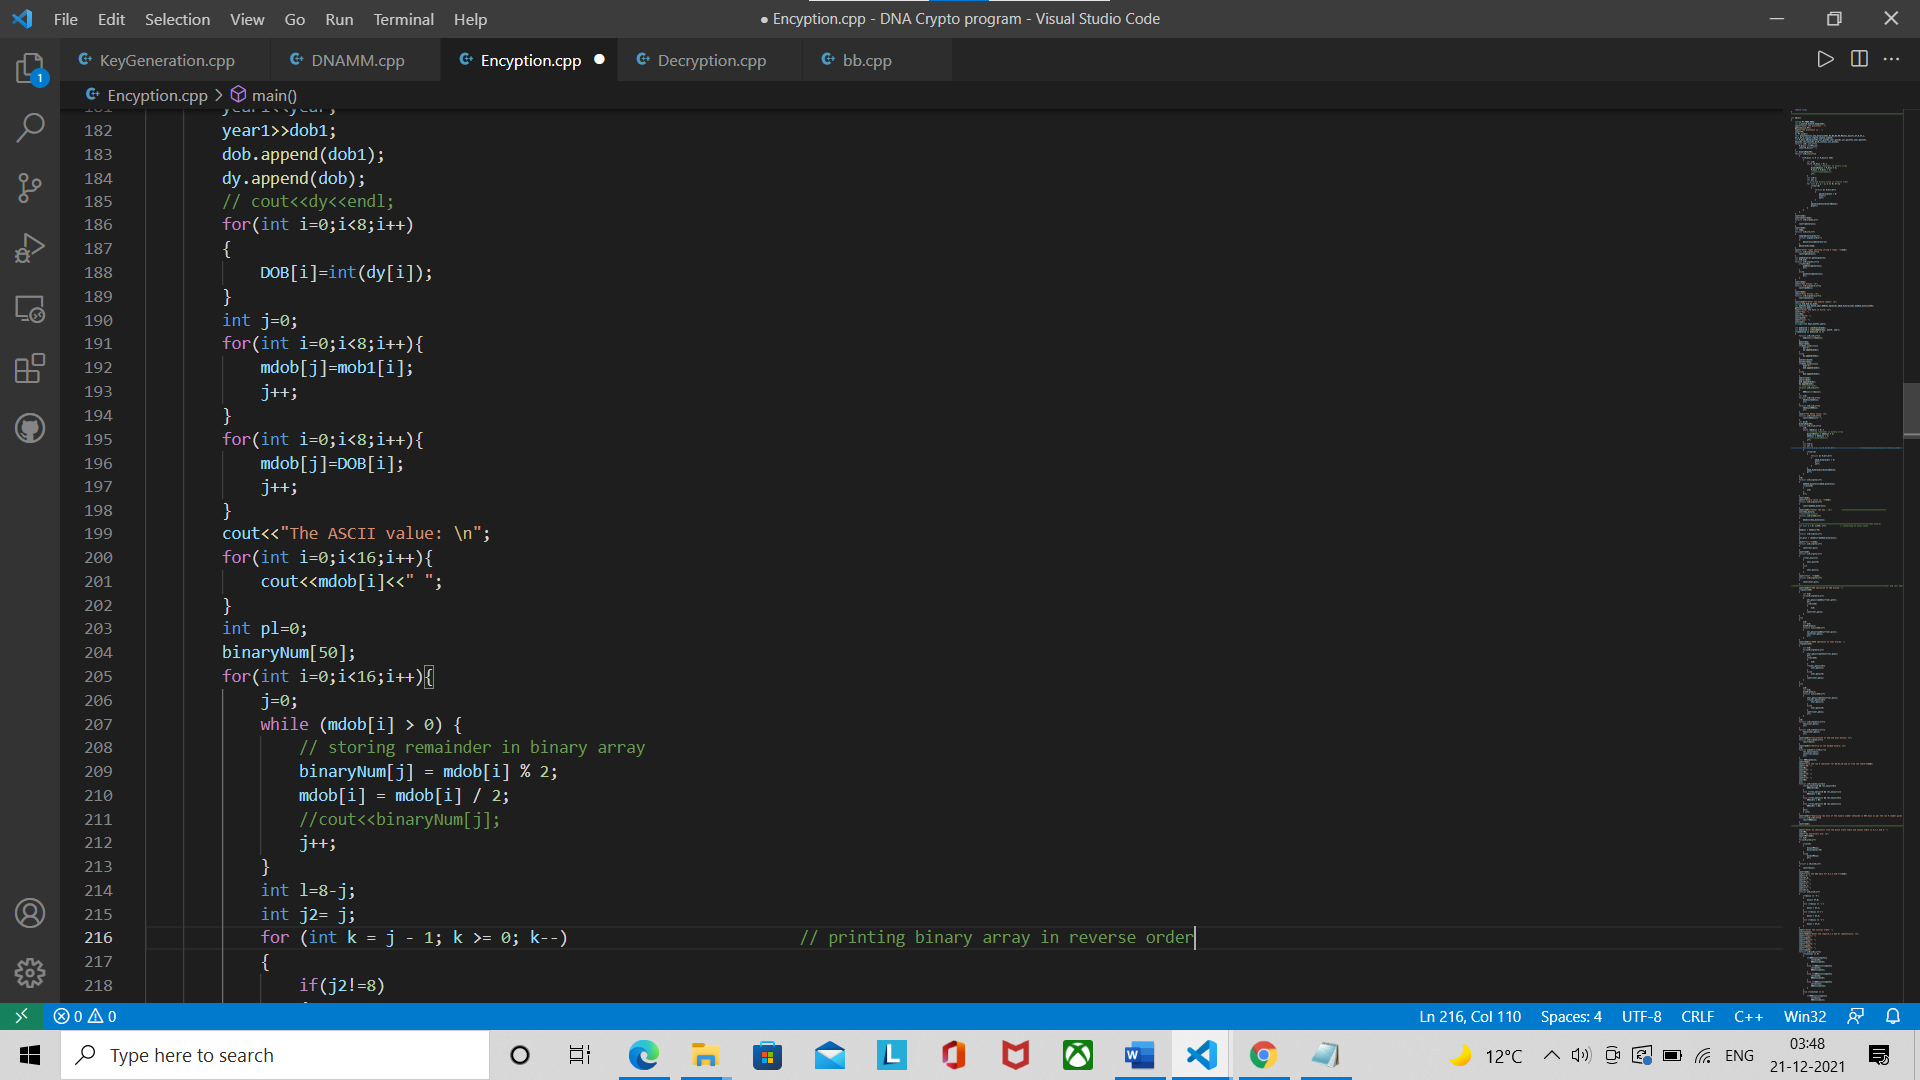 File Edit Selection View Go Run Terminal Help
● Encyption.cpp - DNA Crypto program - Visual Studio Code
KeyGeneration.cpp DNAMM.cpp Encyption.cpp Decryption.cpp bb.cpp
1
Encyption.cpp > main()
182 year1>>dob1;
183 dob.append(dob1);
184 dy.append(dob);
185 // cout<<dy<<endl;
186 for(int i=0;i<8;i++)
187 {
188 DOB[i]=int(dy[i]);
189 }
190 int j=0;
191 for(int i=0;i<8;i++){
192 mdob[j]=mob1[i];
193 j++;
194 }
195 for(int i=0;i<8;i++){
196 mdob[j]=DOB[i];
197 j++;
198 }
199 cout<<"The ASCII value: \n";
200 for(int i=0;i<16;i++){
201 cout<<mdob[i]<<" ";
202 }
203 int pl=0;
204 binaryNum[50];
205 for(int i=0;i<16;i++){
206 j=0;
207 while (mdob[i] > 0) {
208 // storing remainder in binary array
209 binaryNum[j] = mdob[i] % 2;
210 mdob[i] = mdob[i] / 2;
211 //cout<<binaryNum[j];
212 j++;
213 }
214 int l=8-j;
215 int j2= j;
216 for (int k = j - 1; k >= 0; k--) // printing binary array in reverse order
217 {
218 if(j2!=8)
0 0 Ln 216, Col 110 Spaces: 4 UTF-8 CRLF C++ Win32
Type here to search
12°C ENG 03:48
21-12-2021